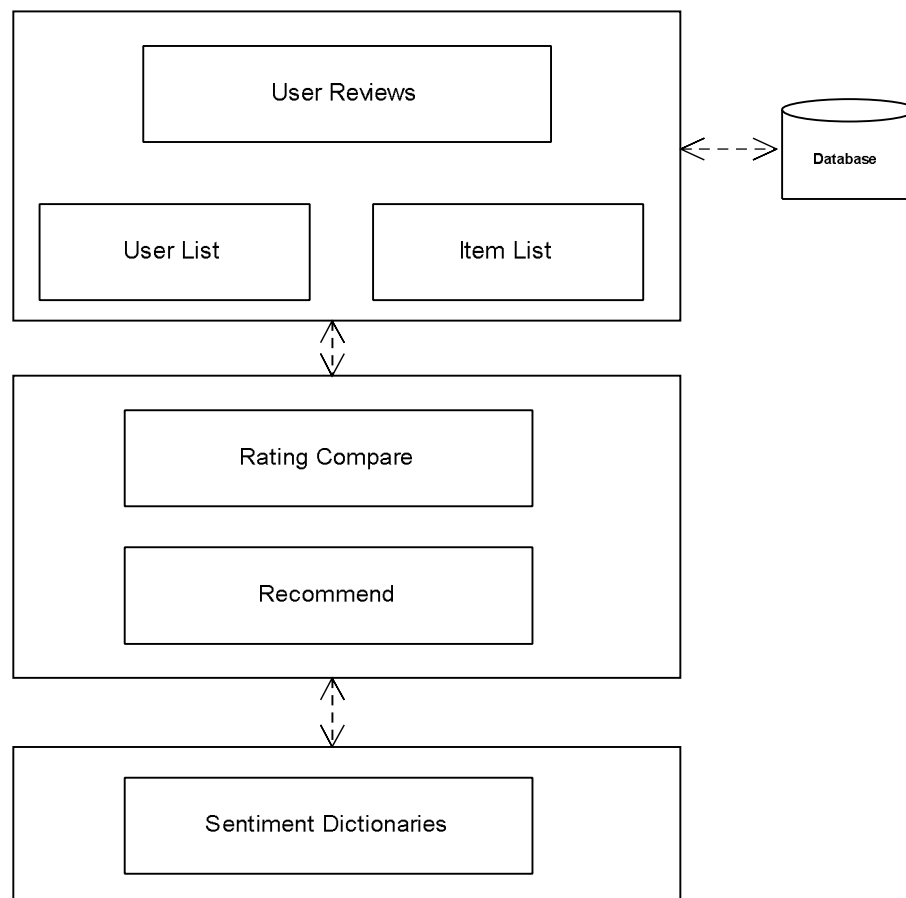 User Reviews
Database
User List
Item List
Rating Compare
Recommend
Sentiment Dictionaries